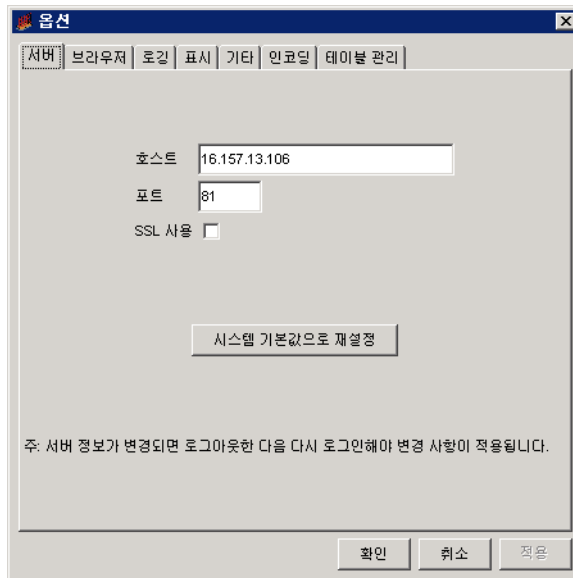 옵션
서버 브라우저 로깅 표시 기타 인코딩 테이블 관리
호스트 16.157.13.106
포트 81
SSL 사용
시스템 기본값으로 재설정
주: 서버 정보가 변경되면 로그아웃한 다음 다시 로그인해야 변경 사항이 적용됩니다.
확인 취소 적용